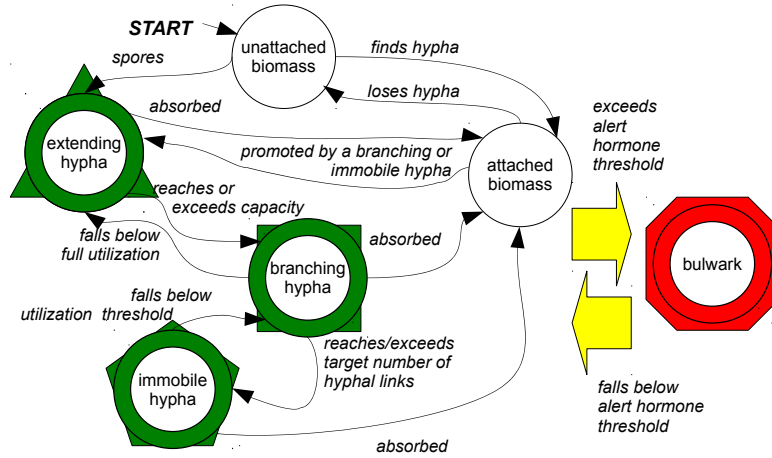 START
unattached
biomass
finds hypha
spores
loses hypha
exceeds
alert
hormone
threshold
absorbed
extending
hypha
promoted by a branching or
immobile hypha
attached
biomass
reaches or
exceeds capacity
falls below
full utilization
absorbed
branching
hypha
bulwark
falls below
utilization threshold
reaches/exceeds
target number of
hyphal links
immobile
hypha
falls below
alert hormone
threshold
absorbed